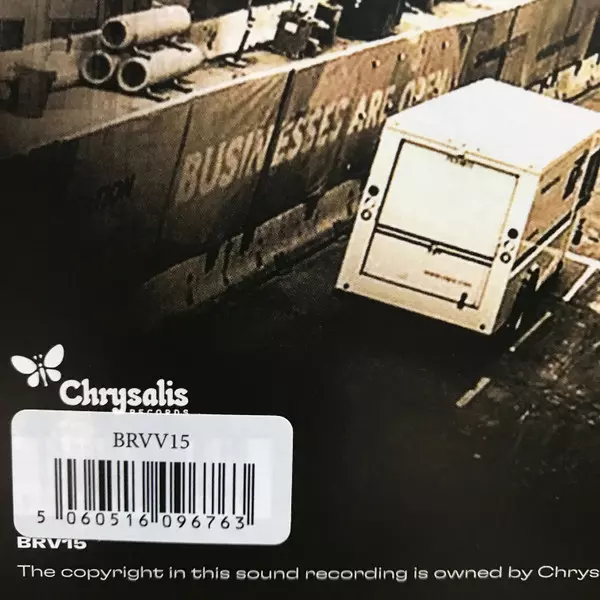 BUSINESSES ARE OPEN
Chrysalis
RECORDS
BRVV15
5 060516 096763
BRV15
The copyright in this sound recording is owned by Chrys